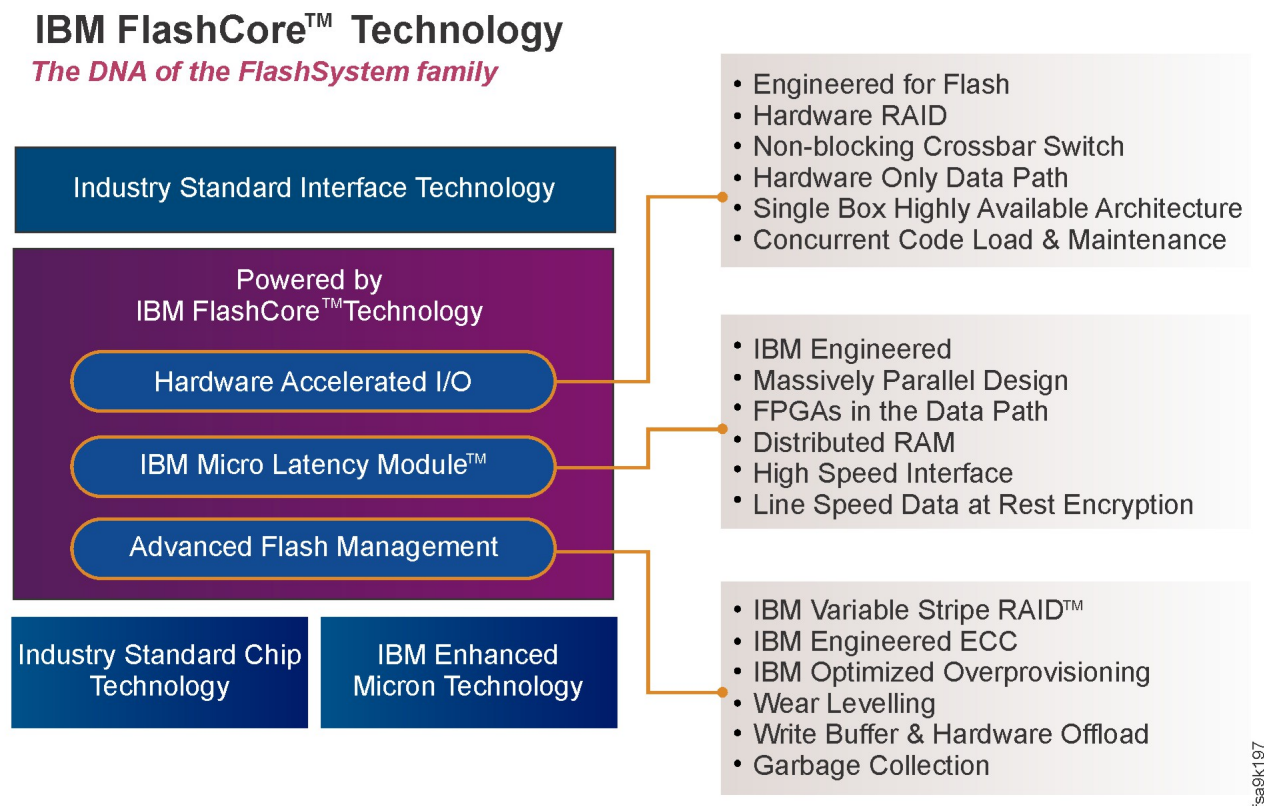 IBM FlashCore™ Technology
The DNA of the FlashSystem family
Industry Standard Interface Technology
Powered by
IBM FlashCore™Technology
Hardware Accelerated I/O
IBM Micro Latency Module™
Advanced Flash Management
Industry Standard Chip
Technology
IBM Enhanced
Micron Technology
• Engineered for Flash
• Hardware RAID
• Non-blocking Crossbar Switch
• Hardware Only Data Path
• Single Box Highly Available Architecture
• Concurrent Code Load & Maintenance
• IBM Engineered
• Massively Parallel Design
• FPGAs in the Data Path
• Distributed RAM
• High Speed Interface
• Line Speed Data at Rest Encryption
• IBM Variable Stripe RAID™
• IBM Engineered ECC
• IBM Optimized Overprovisioning
• Wear Levelling
• Write Buffer & Hardware Offload
• Garbage Collection
fsa9k197